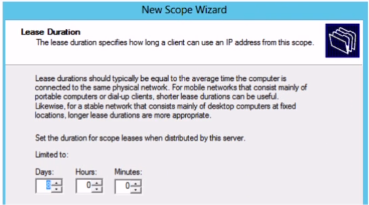 New Scope Wizard
Lease Duration
The lease duration specifies how long a client can use an IP address from this scope.
Lease durations should typically be equal to the average time the computer is
connected to the same physical network. For mobile networks that consist mainly of
portable computers or dial-up clients, shorter lease durations can be useful.
Likewise, for a stable network that consists mainly of desktop computers at fixed
locations, longer lease durations are more appropriate.
Set the duration for scope leases when distributed by this server.
Limited to:
Days: Hours: Minutes:
0 0